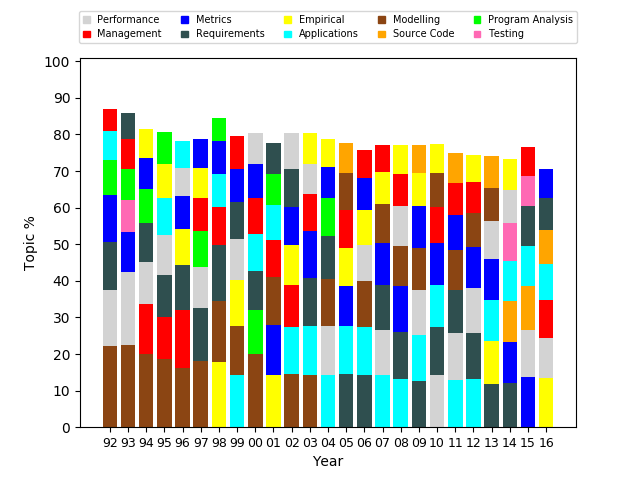 Performance Metrics Empirical Modelling Program Analysis
Management Requirements Applications Source Code Testing
100
90
80
70
60
50
40
30
20
10
0
Topic %
92 93 94 95 96 97 98 99 00 01 02 03 04 05 06 07 08 09 10 11 12 13 14 15 16
Year